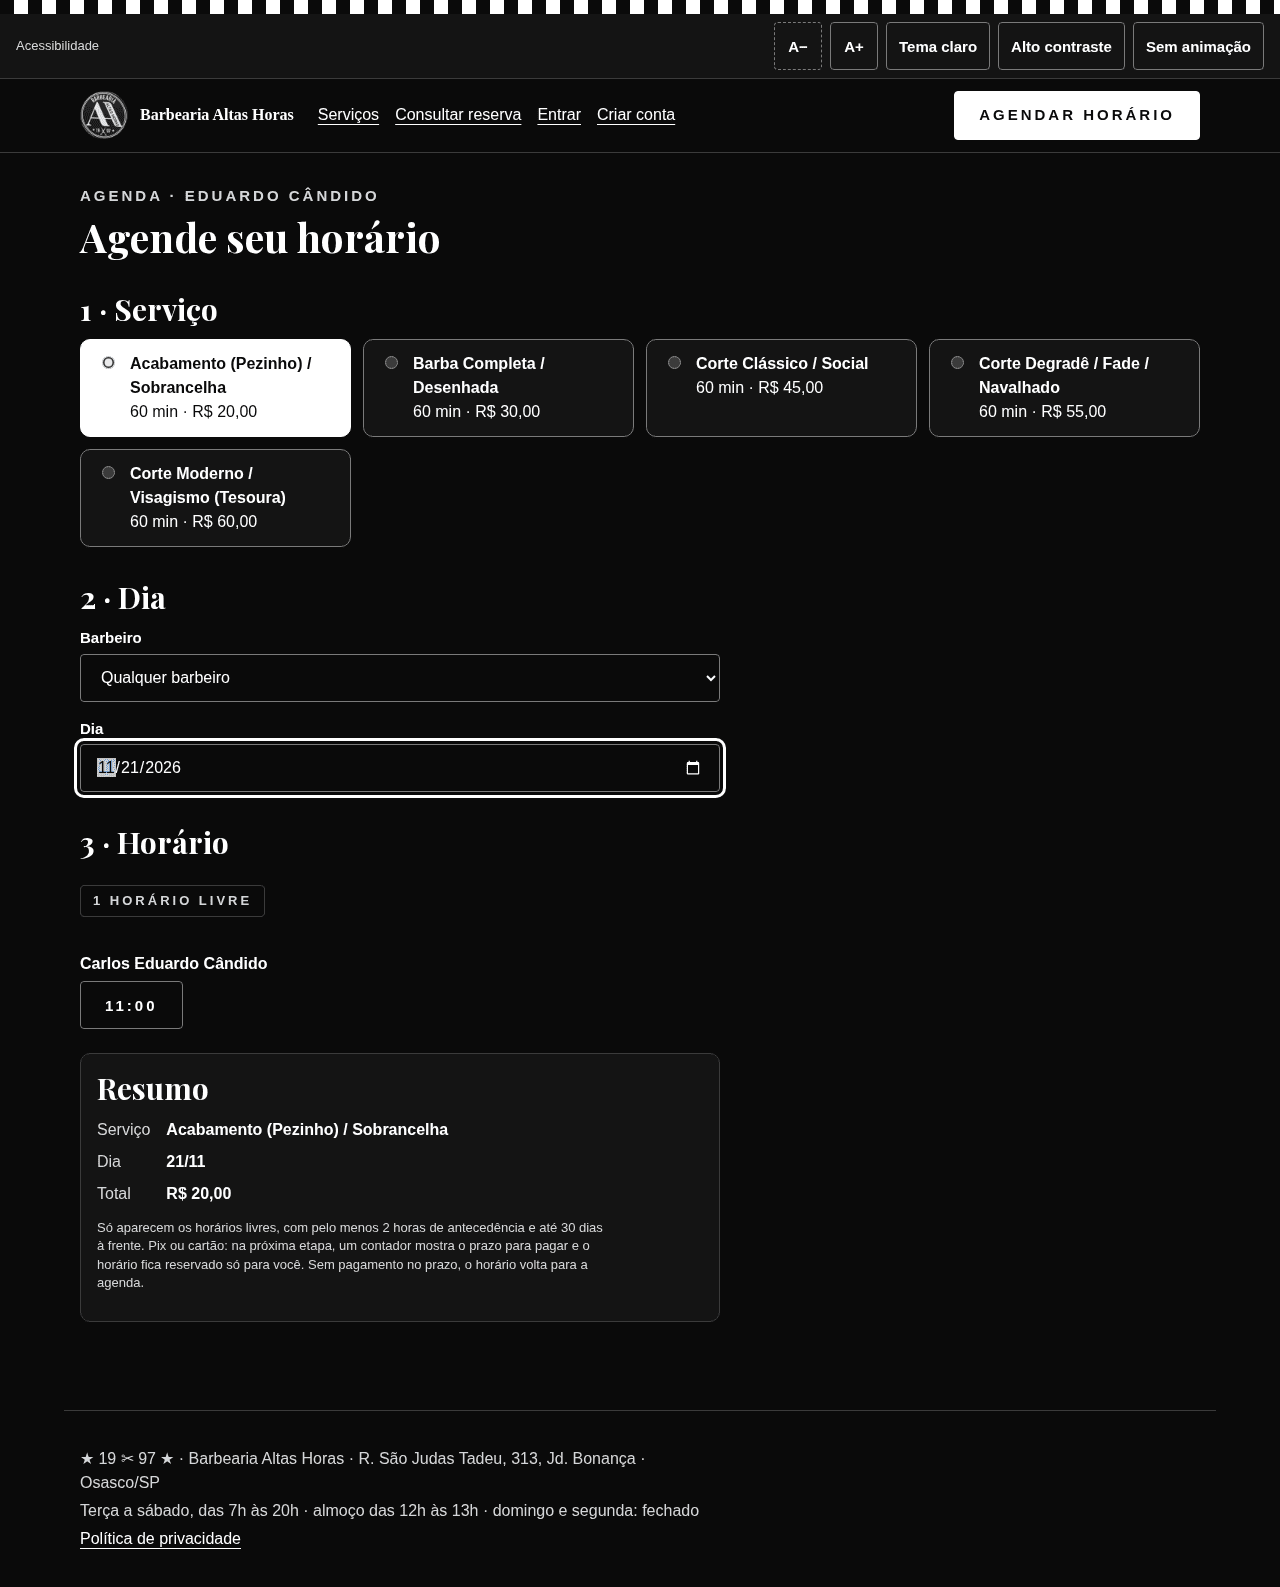 Acessibilidade
A−
A+
Tema claro
Alto contraste
Sem animação
Barbearia Altas Horas
Serviços
Consultar reserva
Entrar
Criar conta
AGENDAR HORÁRIO
AGENDA · EDUARDO CÂNDIDO
Agende seu horário
1 · Serviço
Acabamento (Pezinho) /
Sobrancelha
60 min · R$ 20,00
Barba Completa /
Desenhada
60 min · R$ 30,00
Corte Clássico / Social
60 min · R$ 45,00
Corte Degradê / Fade /
Navalhado
60 min · R$ 55,00
Corte Moderno /
Visagismo (Tesoura)
60 min · R$ 60,00
2 · Dia
Barbeiro
Qualquer barbeiro
Dia
11/21/2026
3 · Horário
1 HORÁRIO LIVRE
Carlos Eduardo Cândido
11:00
Resumo
Serviço Acabamento (Pezinho) / Sobrancelha
Dia 21/11
Total R$ 20,00
Só aparecem os horários livres, com pelo menos 2 horas de antecedência e até 30 dias
à frente. Pix ou cartão: na próxima etapa, um contador mostra o prazo para pagar e o
horário fica reservado só para você. Sem pagamento no prazo, o horário volta para a
agenda.
★ 19 ✂ 97 ★ · Barbearia Altas Horas · R. São Judas Tadeu, 313, Jd. Bonança ·
Osasco/SP
Terça a sábado, das 7h às 20h · almoço das 12h às 13h · domingo e segunda: fechado
Política de privacidade